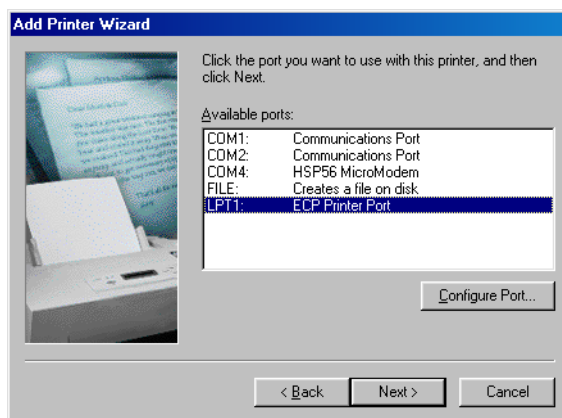 Add Printer Wizard
Click the port you want to use with this printer, and then
click Next.
Available ports:
COM1: Communications Port
COM2: Communications Port
COM4: HSP56 MicroModem
FILE: Creates a file on disk
LPT1: ECP Printer Port
Configure Port...
< Back Next > Cancel